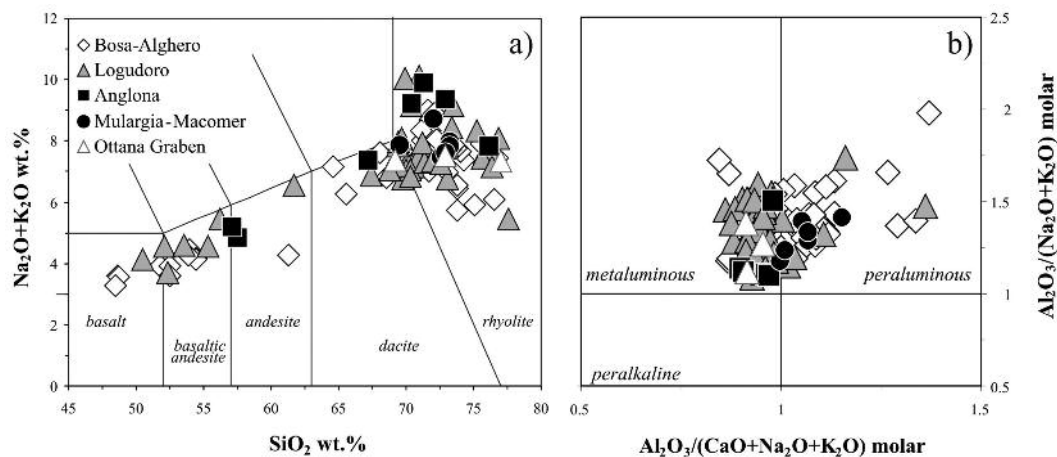 12
10
8
6
4
2
0
Na₂O+K₂O wt.%
a)
Bosa-Alghero
Logudoro
Anglona
Mulargia-Macomer
Ottana Graben
basalt
basaltic
andesite
andesite
dacite
rhyolite
45 50 55 60 65 70 75 80
SiO₂ wt.%
b)
metaluminous
peraluminous
peralkaline
2.5
2
1.5
1
0.5
Al₂O₃/(Na₂O+K₂O) molar
0.5 1 1.5
Al₂O₃/(CaO+Na₂O+K₂O) molar